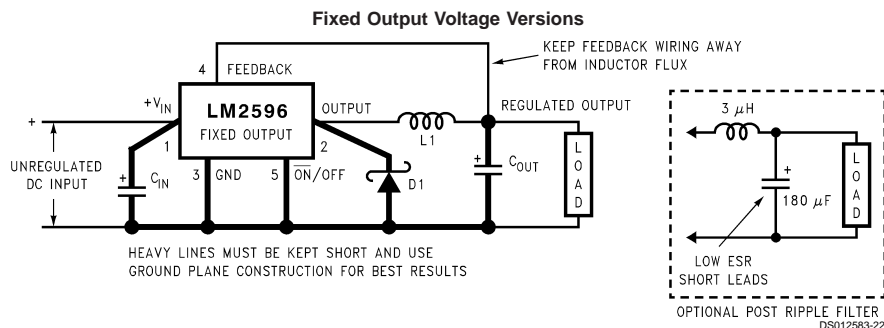 Fixed Output Voltage Versions
KEEP FEEDBACK WIRING AWAY
FROM INDUCTOR FLUX
4 FEEDBACK
+VIN
LM2596
FIXED OUTPUT
OUTPUT
REGULATED OUTPUT
+
1
2
L1
3 μH
UNREGULATED
DC INPUT
+
CIN
3 GND
5 ON/OFF
D1
+
COUT
LOAD
+
180 μF
LOAD
HEAVY LINES MUST BE KEPT SHORT AND USE
GROUND PLANE CONSTRUCTION FOR BEST RESULTS
LOW ESR
SHORT LEADS
OPTIONAL POST RIPPLE FILTER
DS012583-22